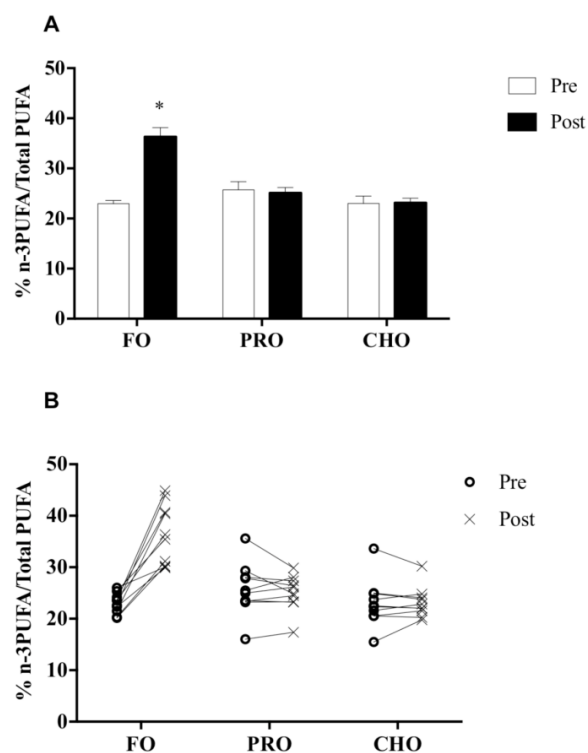 A
% n-3PUFA/Total PUFA
50
40
30
20
10
0
*
FO PRO CHO
Pre
Post
B
% n-3PUFA/Total PUFA
50
40
30
20
10
0
FO PRO CHO
Pre
Post